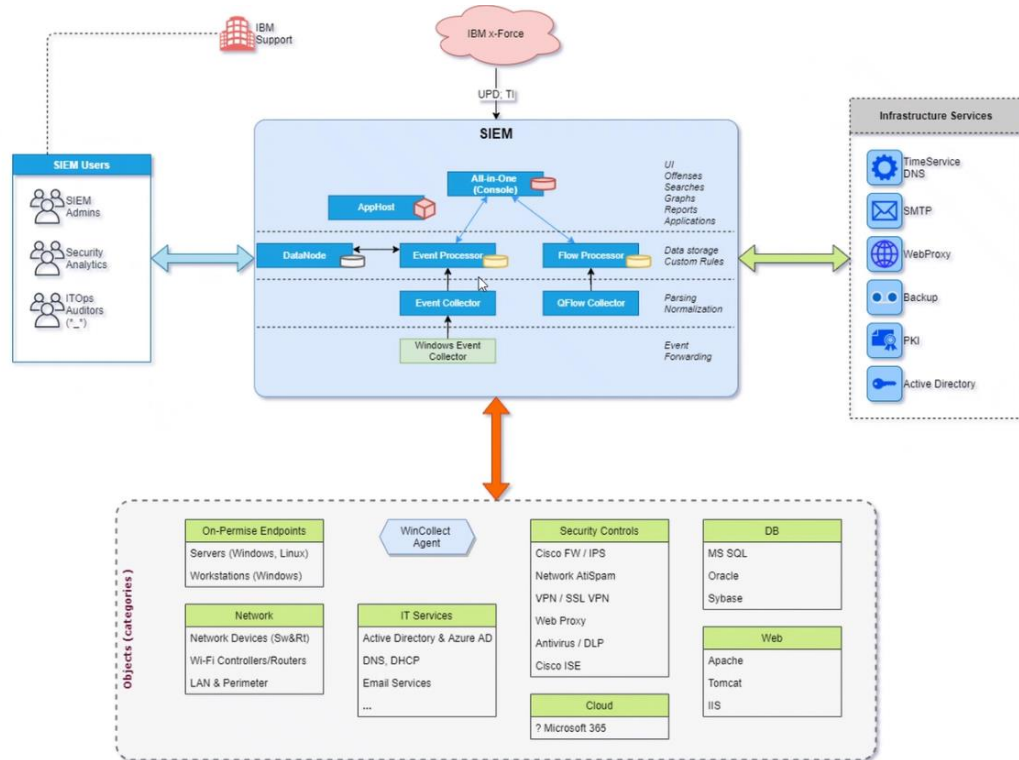 IBM
Support
IBM x-Force
UPD; TI
SIEM Users
SIEM
Admins
Security
Analytics
ITOps
Auditors
(*_*)
SIEM
All-in-One
(Console)
AppHost
UI
Offenses
Searches
Graphs
Reports
Applications
DataNode
Event Processor
Flow Processor
Data storage
Custom Rules
Event Collector
QFlow Collector
Parsing
Normalization
Windows Event
Collector
Event
Forwarding
Infrastructure Services
TimeService
DNS
SMTP
WebProxy
Backup
PKI
Active Directory
Objects (categories)
On-Permise Endpoints
Servers (Windows, Linux)
Workstations (Windows)
Network
Network Devices (Sw&Rt)
Wi-Fi Controllers/Routers
LAN & Perimeter
WinCollect
Agent
IT Services
Active Directory & Azure AD
DNS, DHCP
Email Services
...
Security Controls
Cisco FW / IPS
Network AtiSpam
VPN / SSL VPN
Web Proxy
Antivirus / DLP
Cisco ISE
Cloud
? Microsoft 365
DB
MS SQL
Oracle
Sybase
Web
Apache
Tomcat
IIS